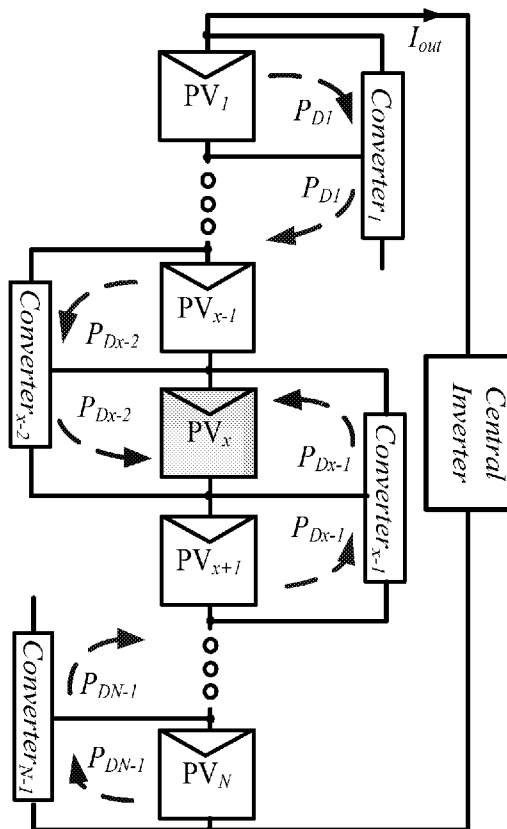 I_out
PV_1
P_D1
Converter_1
P_D1
PV_x-1
P_Dx-2
Converter_x-2
P_Dx-2
PV_x
P_Dx-1
Converter_x-1
P_Dx-1
PV_x+1
Central
Inverter
P_DN-1
Converter_N-1
P_DN-1
PV_N